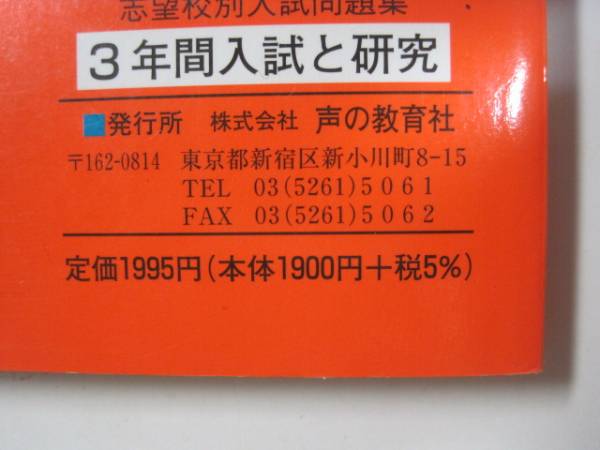 志望校別入試問題集
3年間入試と研究
発行所 株式会社 声の教育社
〒162-0814 東京都新宿区新小川町8-15
TEL 03(5261)5061
FAX 03(5261)5062
定価1995円(本体1900円+税5%)